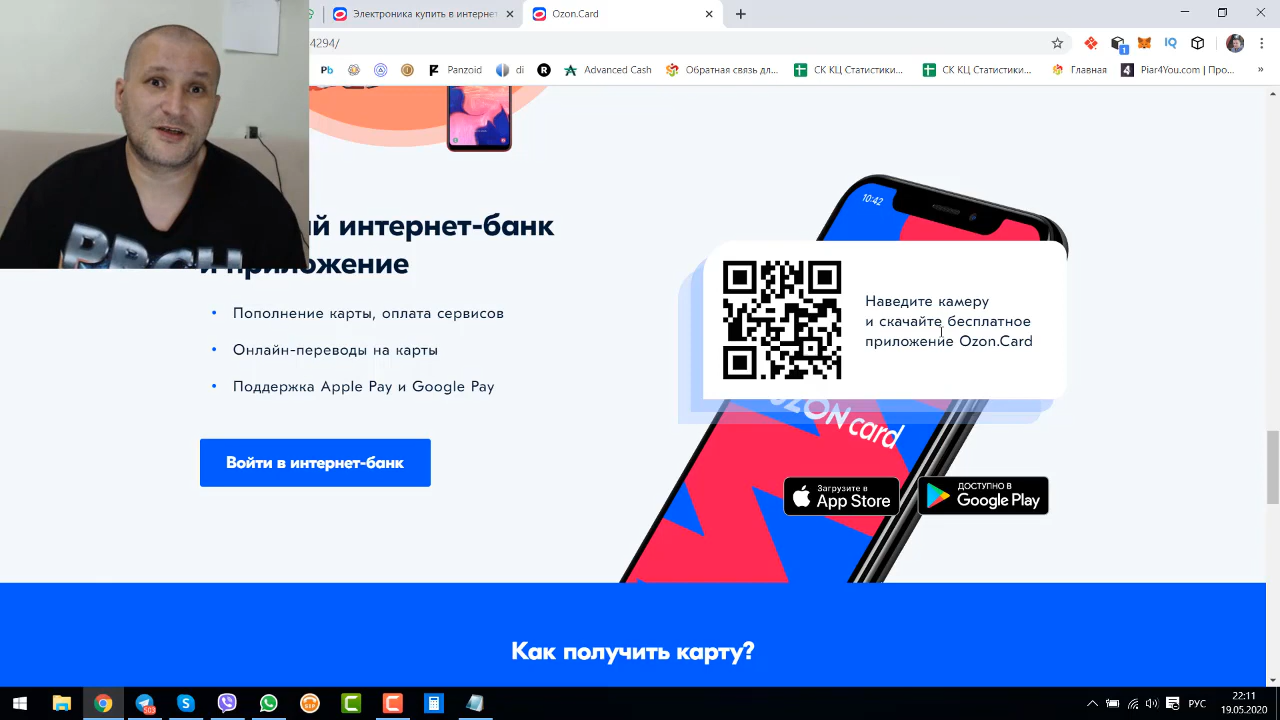 Электроника купить в интернет
Ozon.Card
4294/
1
IQ
Pb
Panzoid
di
Advanced Cash
Обратная связь дл...
СК КЦ Статистики...
СК КЦ Статистики...
Главная
Piar4You.com | Про...
й интернет-банк
и приложение
• Пополнение карты, оплата сервисов
• Онлайн-переводы на карты
• Поддержка Apple Pay и Google Pay
Войти в интернет-банк
10:42
Наведите камеру
и скачайте бесплатное
приложение Ozon.Card
OZON card
Загрузите в
App Store
ДОСТУПНО В
Google Play
Как получить карту?
503
РУС
22:11
19.05.2020